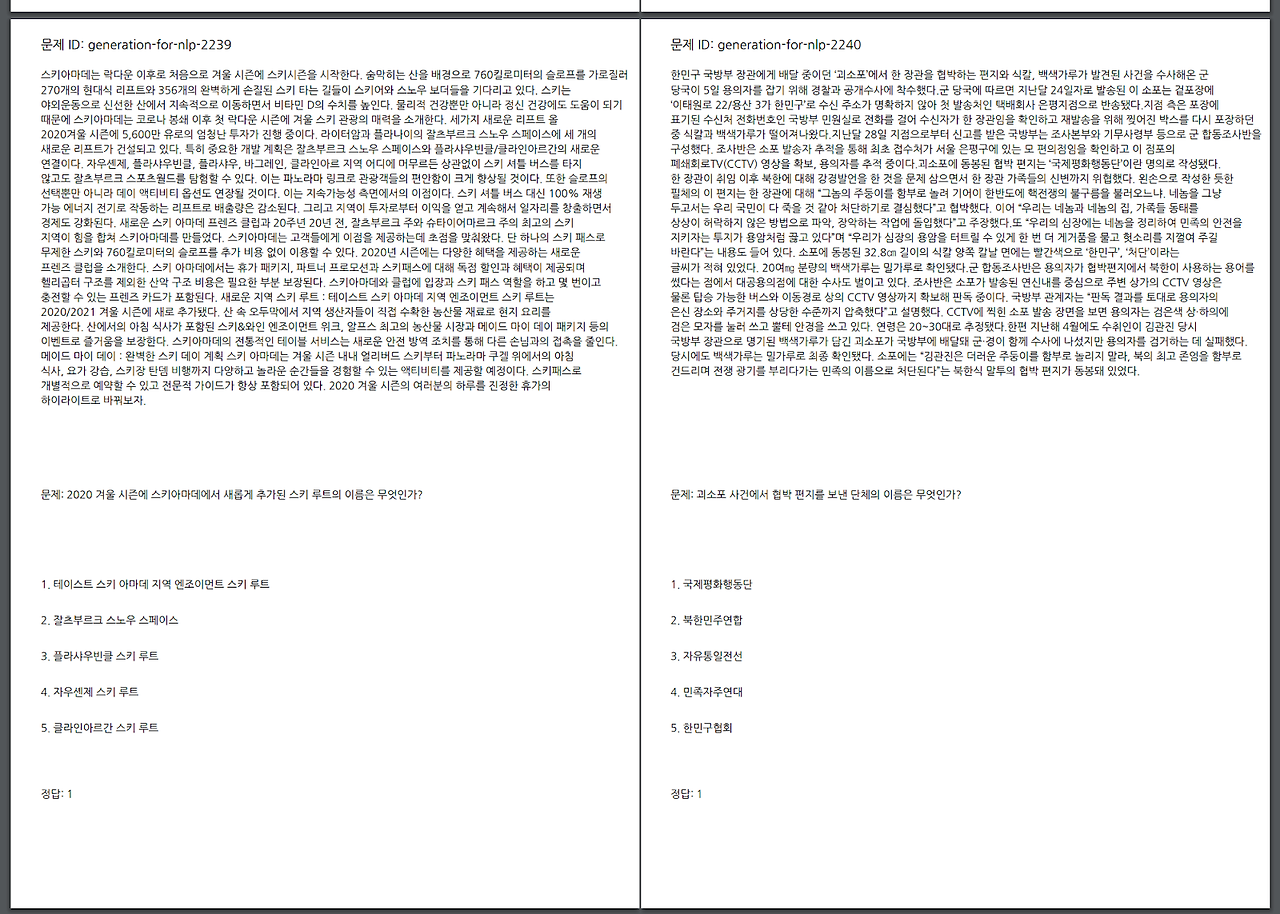 문제 ID: generation-for-nlp-2239
스키아마데는 락다운 이후로 처음으로 겨울 시즌에 스키시즌을 시작한다. 숨막히는 산을 배경으로 760킬로미터의 슬로프를 가로질러
270개의 현대식 리프트와 356개의 완벽하게 손질된 스키 타는 길들이 스키어와 스노우 보더들을 기다리고 있다. 스키는
야외운동으로 신선한 산에서 지속적으로 이동하면서 비타민 D의 수치를 높인다. 물리적 건강뿐만 아니라 정신 건강에도 도움이 되기
때문에 스키아마데는 코로나 봉쇄 이후 첫 락다운 시즌에 겨울 스키 관광의 매력을 소개한다. 세가지 새로운 리프트 올
2020겨울 시즌에 5,600만 유로의 엄청난 투자가 진행 중이다. 라이터암과 플라나이의 잘츠부르크 스노우 스페이스에 세 개의
새로운 리프트가 건설되고 있다. 특히 중요한 개발 계획은 잘츠부르크 스노우 스페이스와 플라샤우빈클/클라인아르간의 새로운
연결이다. 자우센제, 플라샤우빈클, 플라샤우, 바그레인, 클라인아르 지역 어디에 머무르든 상관없이 스키 셔틀 버스를 타지
않고도 잘츠부르크 스포츠월드를 탐험할 수 있다. 이는 파노라마 링크로 관광객들의 편안함이 크게 향상될 것이다. 또한 슬로프의
선택뿐만 아니라 데이 액티비티 옵션도 연장될 것이다. 이는 지속가능성 측면에서의 이점이다. 스키 셔틀 버스 대신 100% 재생
가능 에너지 전기로 작동하는 리프트로 배출량은 감소된다. 그리고 지역이 투자로부터 이익을 얻고 계속해서 일자리를 창출하면서
경제도 강화된다. 새로운 스키 아마데 프렌즈 클럽과 20주년 20년 전, 잘츠부르크 주와 슈타이어마르크 주의 최고의 스키
지역이 힘을 합쳐 스키아마데를 만들었다. 스키아마데는 고객들에게 이점을 제공하는데 초점을 맞춰왔다. 단 하나의 스키 패스로
무제한 스키와 760킬로미터의 슬로프를 추가 비용 없이 이용할 수 있다. 2020년 시즌에는 다양한 혜택을 제공하는 새로운
프렌즈 클럽을 소개한다. 스키 아마데에서는 휴가 패키지, 파트너 프로모션과 스키패스에 대해 독점 할인과 혜택이 제공되며
헬리콥터 구조를 제외한 산악 구조 비용은 필요한 부분 보장된다. 스키아마데와 클럽에 입장과 스키 패스 역할을 하고 몇 번이고
충전할 수 있는 프렌즈 카드가 포함된다. 새로운 지역 스키 루트 : 테이스트 스키 아마데 지역 엔조이먼트 스키 루트는
2020/2021 겨울 시즌에 새로 추가됐다. 산 속 오두막에서 지역 생산자들이 직접 수확한 농산물 재료로 현지 요리를
제공한다. 산에서의 아침 식사가 포함된 스키&와인 엔조이먼트 위크, 알프스 최고의 농산물 시장과 메이드 마이 데이 패키지 등의
이벤트로 즐거움을 보장한다. 스키아마데의 전통적인 테이블 서비스는 새로운 안전 방역 조치를 통해 다른 손님과의 접촉을 줄인다.
메이드 마이 데이 : 완벽한 스키 데이 계획 스키 아마데는 겨울 시즌 내내 얼리버드 스키부터 파노라마 구켈 위에서의 아침
식사, 요가 강습, 스키장 탄뎀 비행까지 다양하고 놀라운 순간들을 경험할 수 있는 액티비티를 제공할 예정이다. 스키패스로
개별적으로 예약할 수 있고 전문적 가이드가 항상 포함되어 있다. 2020 겨울 시즌의 여러분의 하루를 진정한 휴가의
하이라이트로 바꿔보자.
문제: 2020 겨울 시즌에 스키아마데에서 새롭게 추가된 스키 루트의 이름은 무엇인가?
1. 테이스트 스키 아마데 지역 엔조이먼트 스키 루트
2. 잘츠부르크 스노우 스페이스
3. 플라샤우빈클 스키 루트
4. 자우센제 스키 루트
5. 클라인아르간 스키 루트
정답: 1
문제 ID: generation-for-nlp-2240
한민구 국방부 장관에게 배달 중이던 '괴소포'에서 한 장관을 협박하는 편지와 식칼, 백색가루가 발견된 사건을 수사해온 군
당국이 5일 용의자를 잡기 위해 경찰과 공개수사에 착수했다.군 당국에 따르면 지난달 24일자로 발송된 이 소포는 겉포장에
'이태원로 22/용산 3가 한민구'로 수신 주소가 명확하지 않아 첫 발송처인 택배회사 은평지점으로 반송됐다.지점 측은 포장에
표기된 수신처 전화번호인 국방부 민원실로 전화를 걸어 수신자가 한 장관임을 확인하고 재발송을 위해 찢어진 박스를 다시 포장하던
중 식칼과 백색가루가 떨어져나왔다.지난달 28일 지점으로부터 신고를 받은 국방부는 조사본부와 기무사령부 등으로 군 합동조사반을
구성했다. 조사반은 소포 발송자 추적을 통해 최초 접수처가 서울 은평구에 있는 모 편의점임을 확인하고 이 점포의
폐쇄회로TV(CCTV) 영상을 확보, 용의자를 추적 중이다.괴소포에 동봉된 협박 편지는 '국제평화행동단'이란 명의로 작성됐다.
한 장관이 취임 이후 북한에 대해 강경발언을 한 것을 문제 삼으면서 한 장관 가족들의 신변까지 위협했다. 왼손으로 작성한 듯한
필체의 이 편지는 한 장관에 대해 "그놈의 주둥이를 함부로 놀려 기어이 한반도에 핵전쟁의 불구름을 불러오느냐. 네놈을 그냥
두고서는 우리 국민이 다 죽을 것 같아 처단하기로 결심했다"고 협박했다. 이어 "우리는 네놈과 네놈의 집, 가족들 동태를
상상이 허락하지 않은 방법으로 파악, 장악하는 작업에 돌입했다"고 주장했다.또 "우리의 심장에는 네놈을 정리하여 민족의 안전을
지키자는 투지가 용암처럼 끓고 있다"며 "우리가 심장의 용암을 터트릴 수 있게 한 번 더 게거품을 물고 헛소리를 지껄여 주길
바란다"는 내용도 들어 있다. 소포에 동봉된 32.8㎝ 길이의 식칼 양쪽 칼날 면에는 빨간색으로 '한민구', '처단'이라는
글씨가 적혀 있었다. 20여㎎ 분량의 백색가루는 밀가루로 확인됐다.군 합동조사반은 용의자가 협박편지에서 북한이 사용하는 용어를
썼다는 점에서 대공용의점에 대한 수사도 벌이고 있다. 조사반은 소포가 발송된 연신내를 중심으로 주변 상가의 CCTV 영상은
물론 탑승 가능한 버스와 이동경로 상의 CCTV 영상까지 확보해 판독 중이다. 국방부 관계자는 "판독 결과를 토대로 용의자의
은신 장소와 주거지를 상당한 수준까지 압축했다"고 설명했다. CCTV에 찍힌 소포 발송 장면을 보면 용의자는 검은색 상·하의에
검은 모자를 눌러 쓰고 뿔테 안경을 쓰고 있다. 연령은 20~30대로 추정됐다.한편 지난해 4월에도 수취인이 김관진 당시
국방부 장관으로 명기된 백색가루가 담긴 괴소포가 국방부에 배달돼 군·경이 함께 수사에 나섰지만 용의자를 검거하는 데 실패했다.
당시에도 백색가루는 밀가루로 최종 확인됐다. 소포에는 "김관진은 더러운 주둥이를 함부로 놀리지 말라, 북의 최고 존엄을 함부로
건드리며 전쟁 광기를 부리다가는 민족의 이름으로 처단된다"는 북한식 말투의 협박 편지가 동봉돼 있었다.
문제: 괴소포 사건에서 협박 편지를 보낸 단체의 이름은 무엇인가?
1. 국제평화행동단
2. 북한민주연합
3. 자유통일전선
4. 민족자주연대
5. 한민구협회
정답: 1